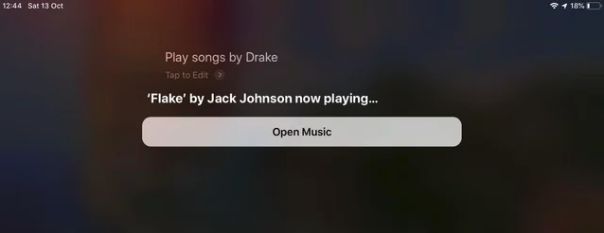 12:44 Sat 13 Oct 18%
Play songs by Drake
Tap to Edit
‘Flake’ by Jack Johnson now playing...
Open Music